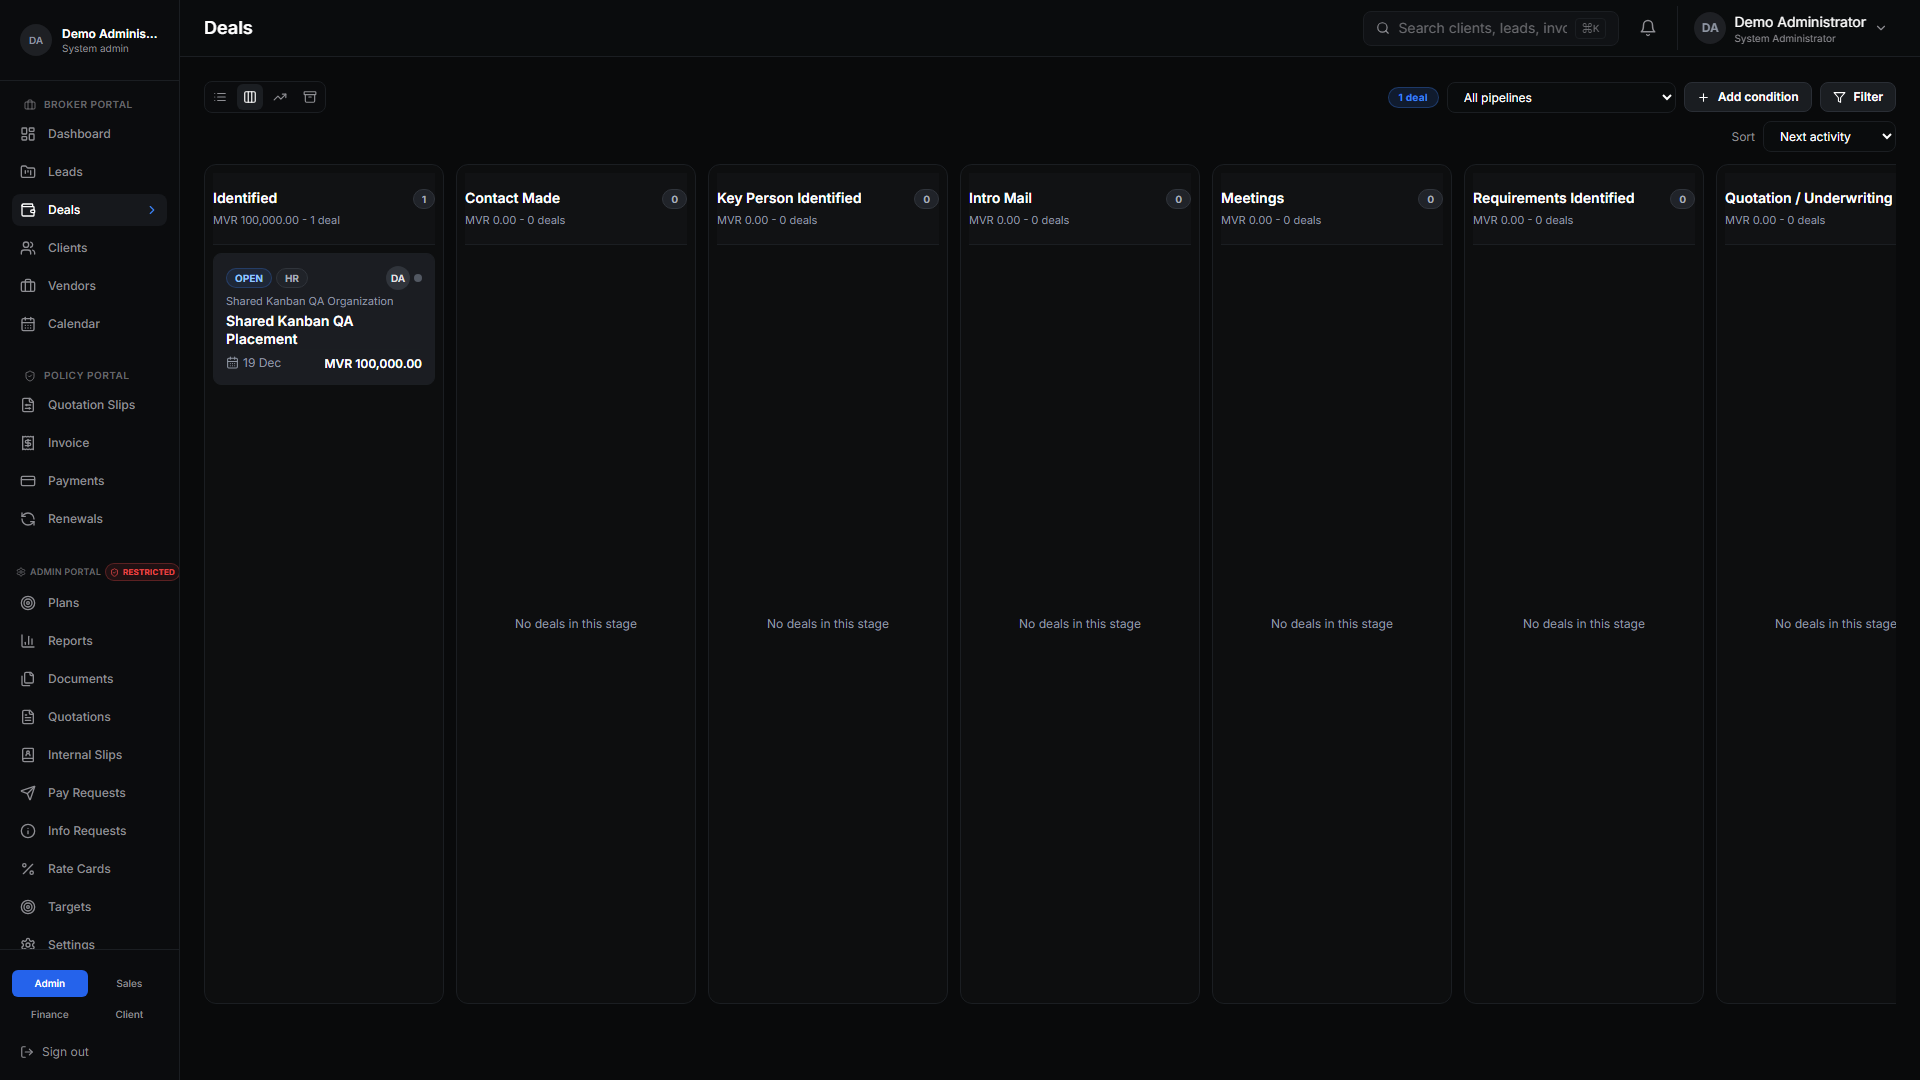 DA
Demo Adminis...
System admin
BROKER PORTAL
Dashboard
Leads
Deals
Clients
Vendors
Calendar
POLICY PORTAL
Quotation Slips
Invoice
Payments
Renewals
ADMIN PORTAL
RESTRICTED
Plans
Reports
Documents
Quotations
Internal Slips
Pay Requests
Info Requests
Rate Cards
Targets
Settings
Admin
Sales
Finance
Client
Sign out
Deals
Search clients, leads, invc
⌘K
DA
Demo Administrator
System Administrator
1 deal
All pipelines
Add condition
Filter
Sort
Next activity
Identified
1
MVR 100,000.00 - 1 deal
OPEN
HR
DA
Shared Kanban QA Organization
Shared Kanban QA
Placement
19 Dec
MVR 100,000.00
Contact Made
0
MVR 0.00 - 0 deals
No deals in this stage
Key Person Identified
0
MVR 0.00 - 0 deals
No deals in this stage
Intro Mail
0
MVR 0.00 - 0 deals
No deals in this stage
Meetings
0
MVR 0.00 - 0 deals
No deals in this stage
Requirements Identified
0
MVR 0.00 - 0 deals
No deals in this stage
Quotation / Underwriting
MVR 0.00 - 0 deals
No deals in this stage